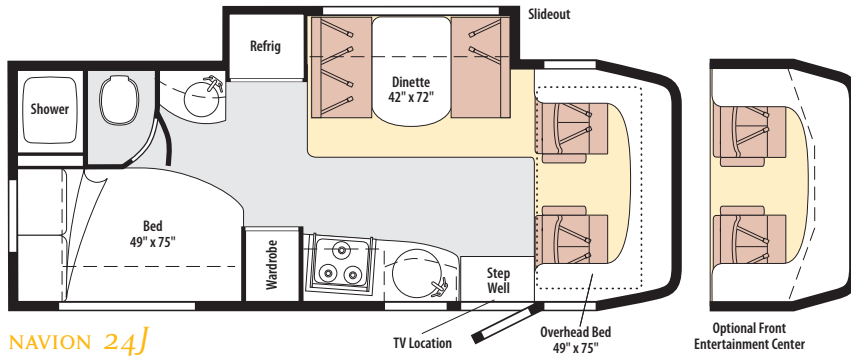 Slideout
Refrig
Dinette
42" x 72"
Shower
Bed
49" x 75"
Wardrobe
Step
Well
NAVION 24J
TV Location
Overhead Bed
49" x 75"
Optional Front
Entertainment Center